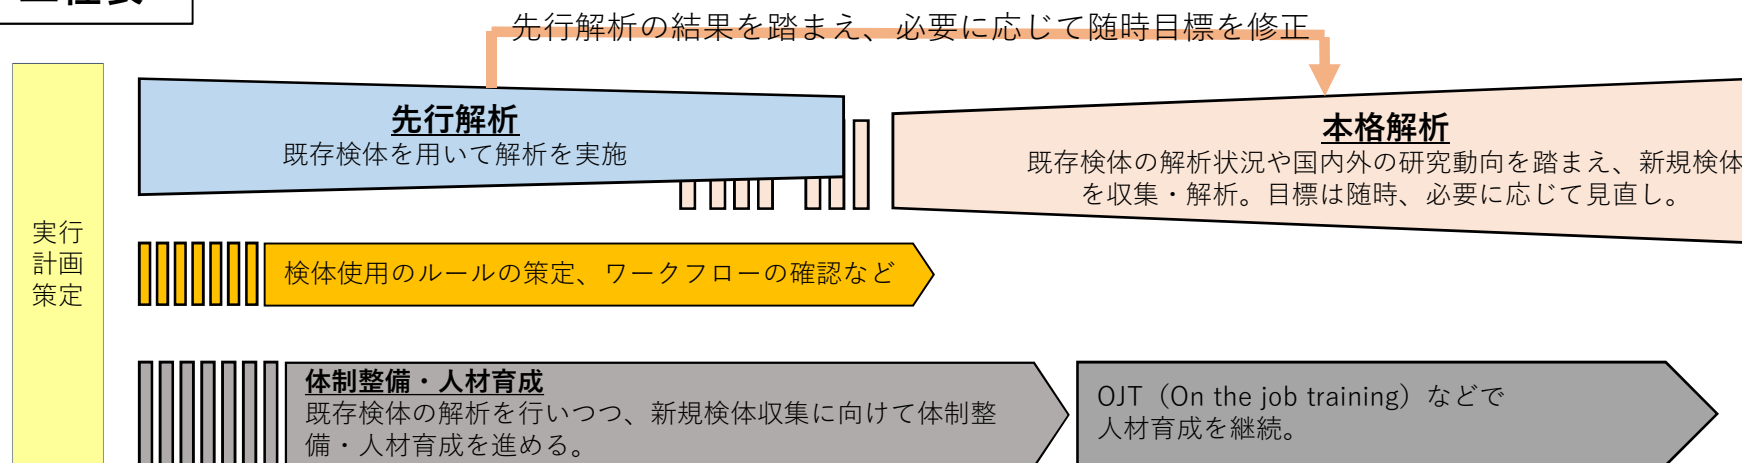 先行解析の結果を踏まえ、必要に応じて随時目標を修正
先行解析
既存検体を用いて解析を実施
本格解析
既存検体の解析状況や国内外の研究動向を踏まえ、新規検体
を収集・解析。目標は随時、必要に応じて見直し。
実行
計画
策定
検体使用のルールの策定、ワークフローの確認など
体制整備・人材育成
既存検体の解析を行いつつ、新規検体収集に向けて体制整
備・人材育成を進める。
OJT（On the job training）などで
人材育成を継続。